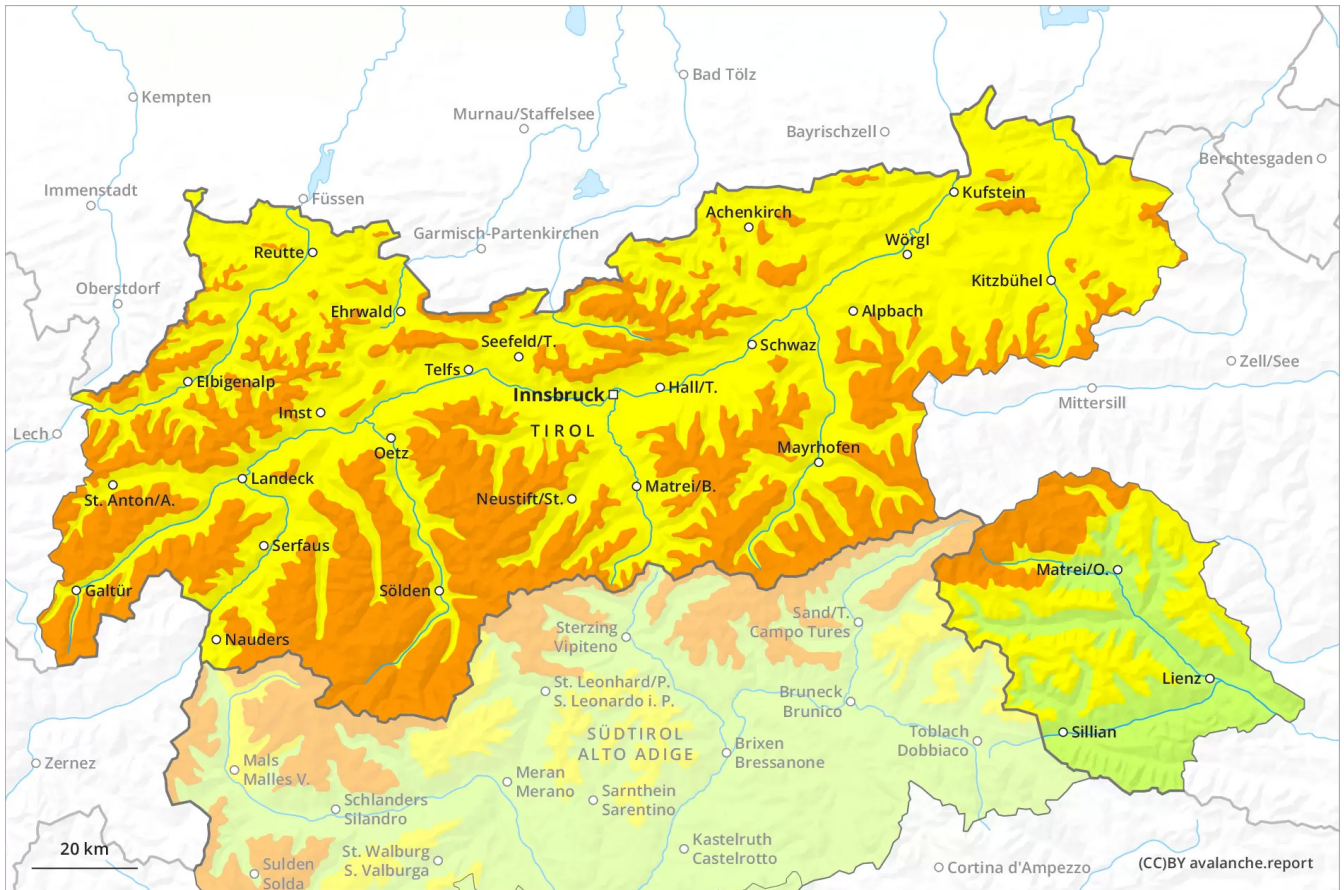 Kempten
Bad Tölz
Murnau/Staffelsee
Bayrischzell
Berchtesgaden
Immenstadt
Füssen
Kufstein
Achenkirch
Garmisch-Partenkirchen
Wörgl
Reutte
Oberstdorf
Kitzbühel
Ehrwald
Alpbach
Seefeld/T.
Schwaz
Telfs
Zell/See
Elbigenalp
Hall/T.
Innsbruck
Mittersill
Imst
Lech
TIROL
Oetz
Mayrhofen
Landeck
Matrei/B.
St. Anton/A.
Neustift/St.
Serfaus
Matrei/O.
Galtür
Sölden
Sand/T.
Campo Tures
Sterzing
Vipiteno
Nauders
Lienz
St. Leonhard/P.
S. Leonardo i. P.
Bruneck
Brunico
Sillian
SÜDTIROL
ALTO ADIGE
Toblach
Dobbiaco
Brixen
Bressanone
Zernez
Mals
Malles V.
Meran
Merano
Sarnthein
Sarentino
Schlanders
Silandro
Kastelruth
Castelrotto
20 km
St. Walburg
S. Valburga
Sulden
Solda
Cortina d'Ampezzo
(CC)BY avalanche.report